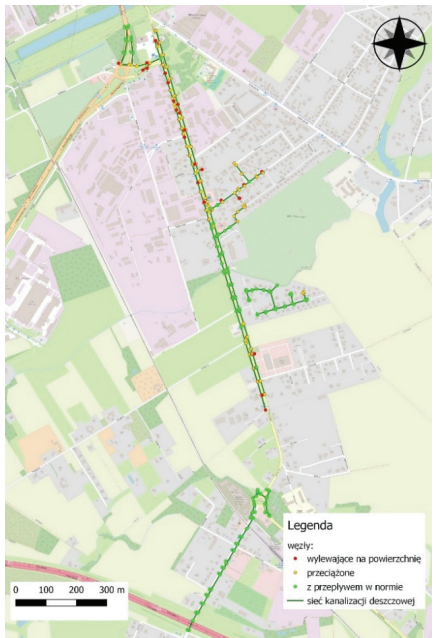 Legenda
węzły:
wylewające na powierzchnię
przeciążone
z przepływem w normie
sieć kanalizacji deszczowej
0 100 200 300 m